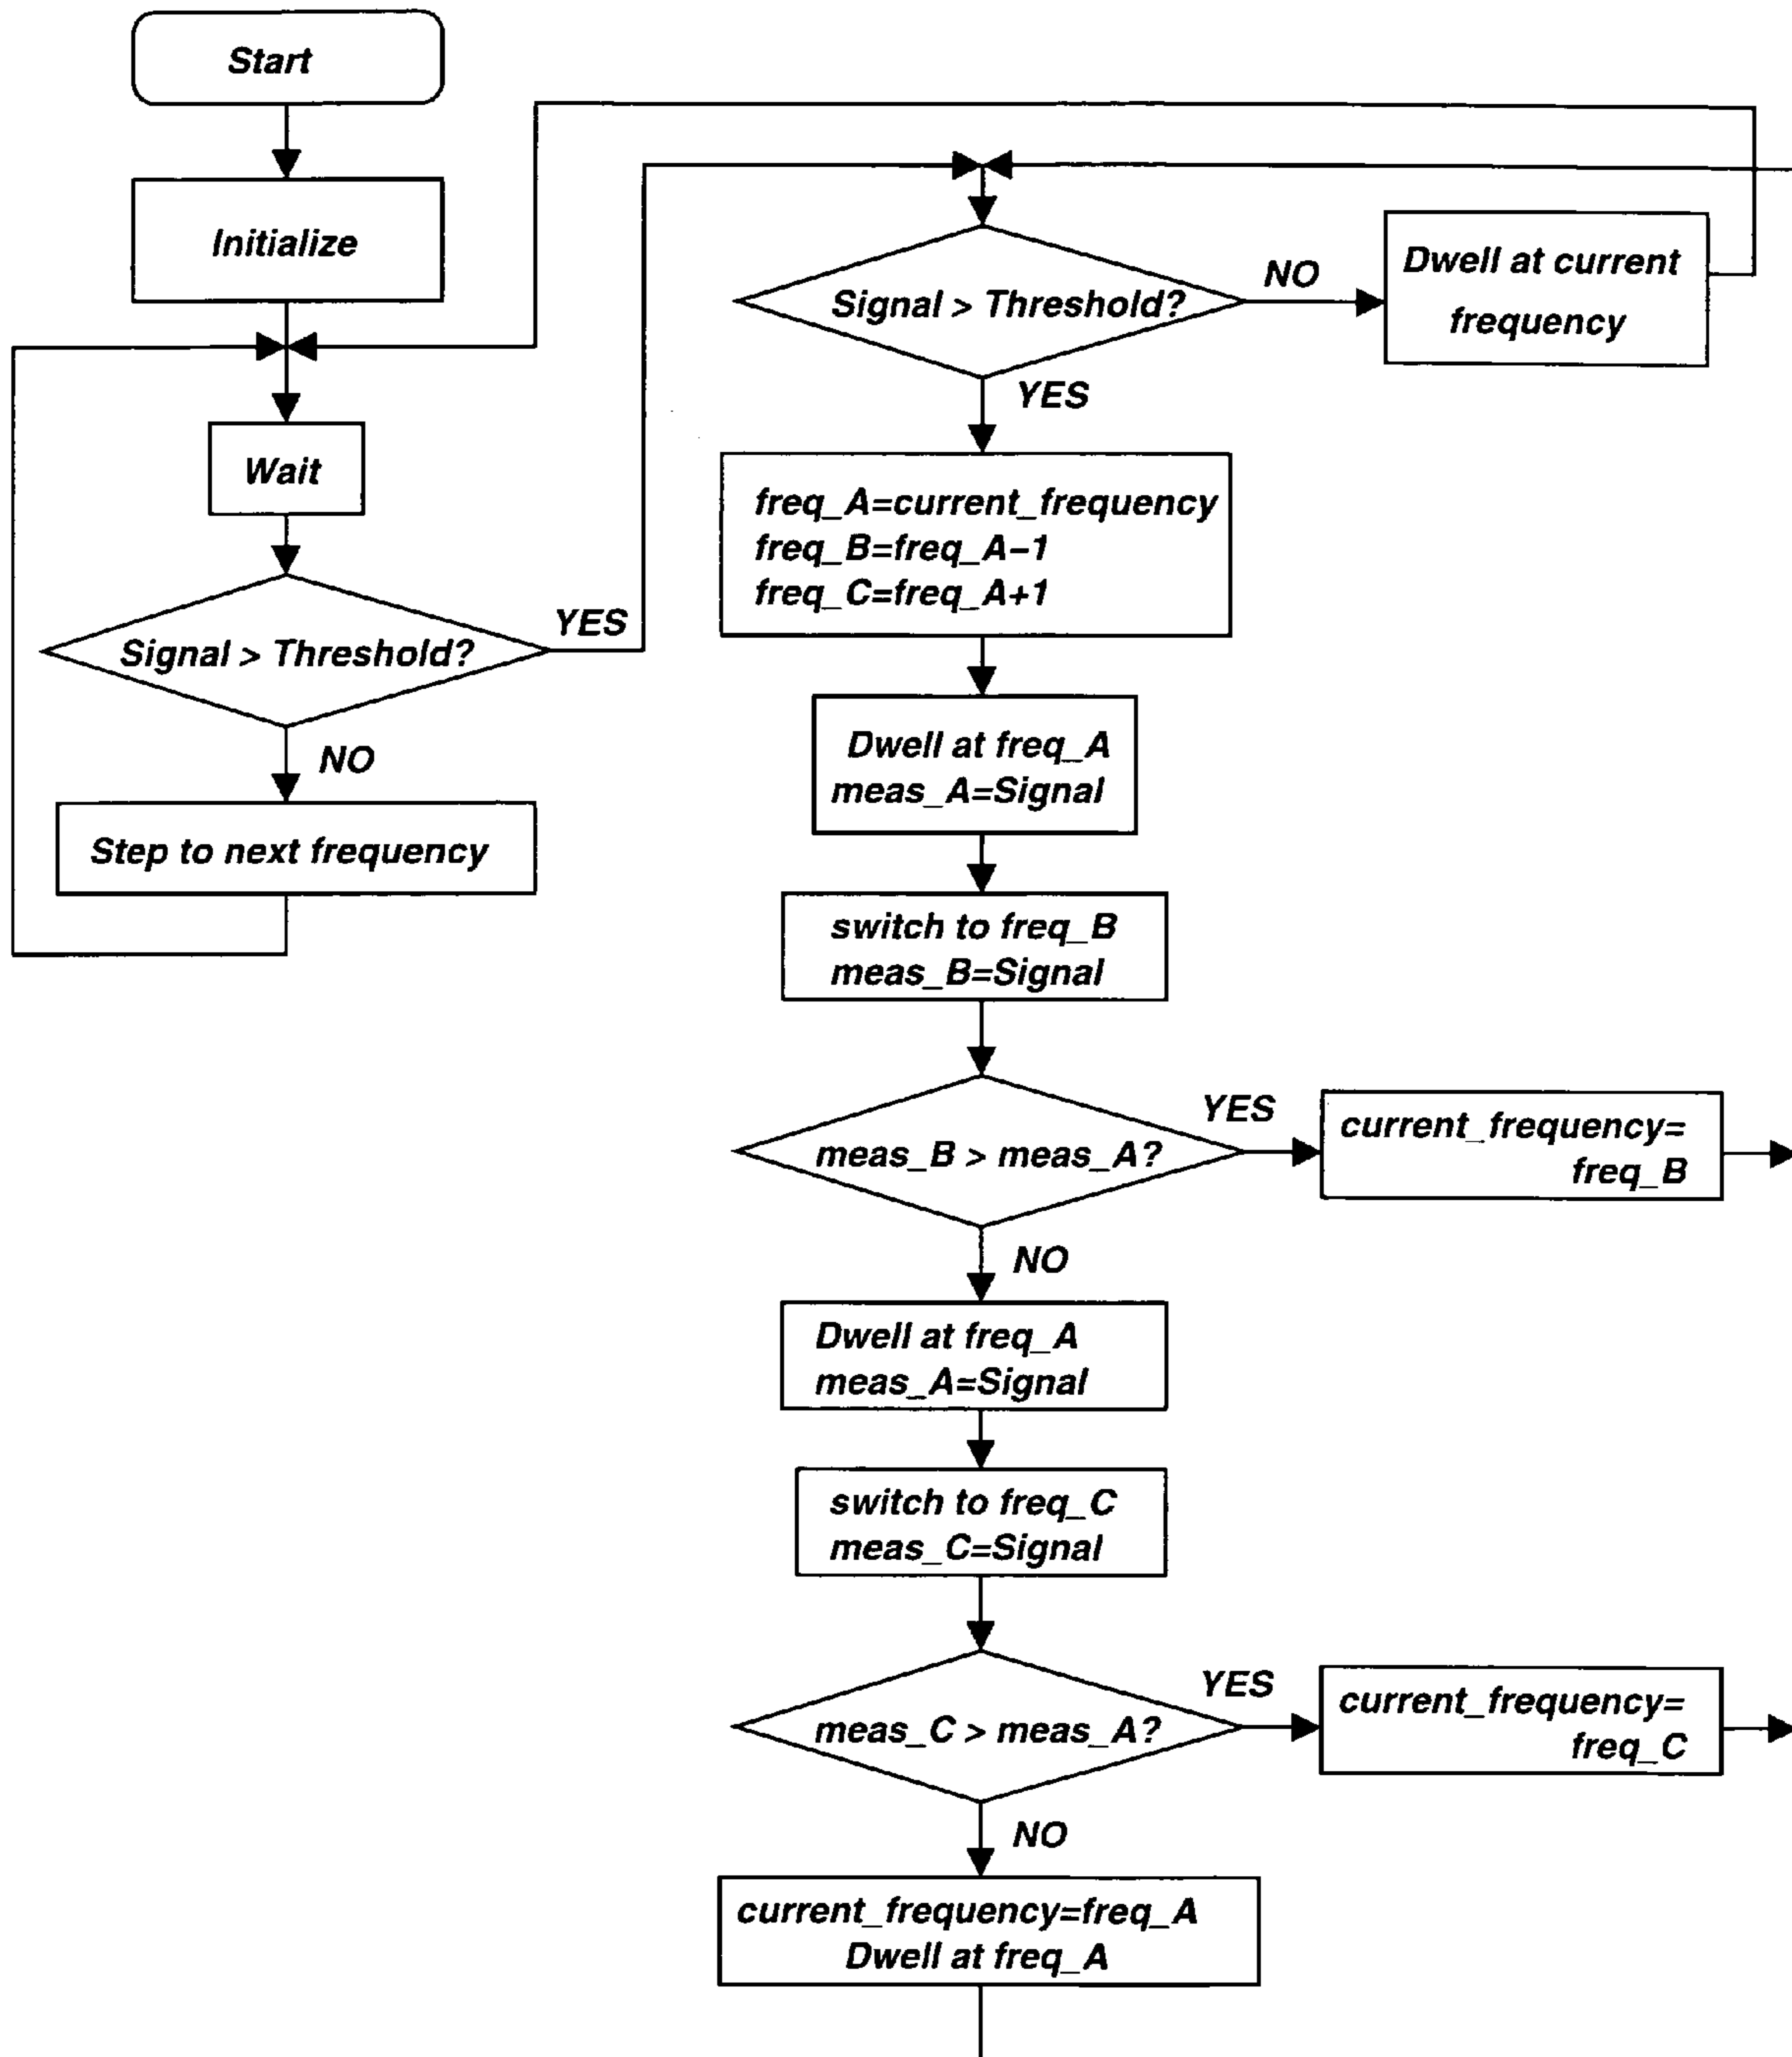 Start
Initialize
Wait
Signal > Threshold?
YES
NO
Step to next frequency
Signal > Threshold?
NO
Dwell at current
frequency
YES
freq_A=current_frequency
freq_B=freq_A−1
freq_C=freq_A+1
Dwell at freq_A
meas_A=Signal
switch to freq_B
meas_B=Signal
meas_B > meas_A?
YES
current_frequency=
freq_B
NO
Dwell at freq_A
meas_A=Signal
switch to freq_C
meas_C=Signal
meas_C > meas_A?
YES
current_frequency=
freq_C
NO
current_frequency=freq_A
Dwell at freq_A